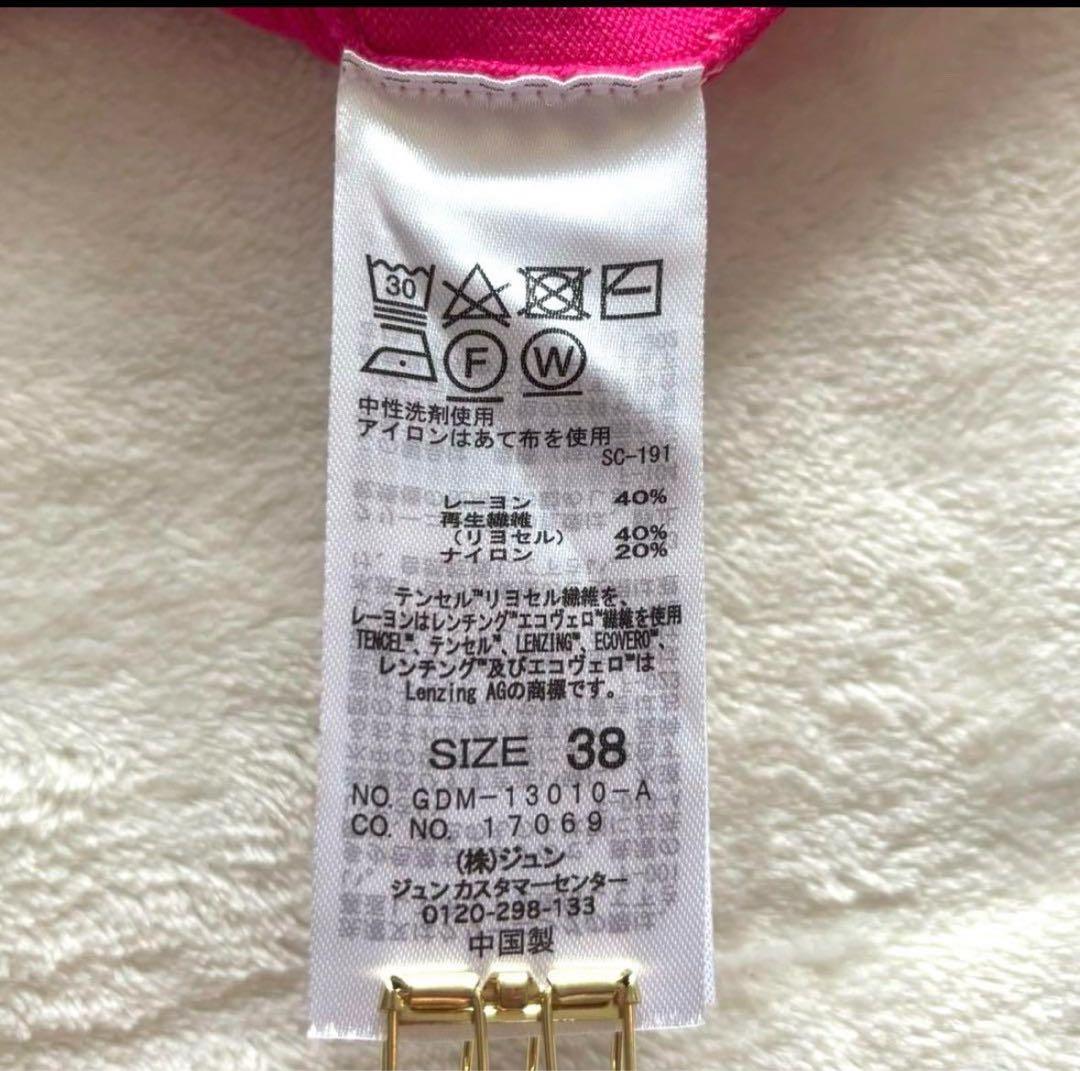 30
F W
中性洗剤使用
アイロンはあて布を使用
SC-191
レーヨン 40%
再生繊維
(リヨセル) 40%
ナイロン 20%
テンセル™リヨセル繊維を、
レーヨンはレンチング™エコヴェロ™繊維を使用
TENCEL™、テンセル™、LENZING™、ECOVERO™、
レンチング™及びエコヴェロ™は
Lenzing AGの商標です。
SIZE 38
NO. GDM-13010-A
CO. NO. 17069
(株)ジュン
ジュン カスタマーセンター
0120-298-133
中国製